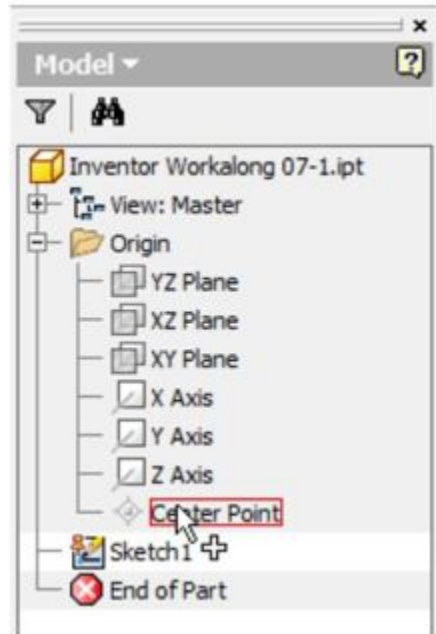 Model
Inventor Workalong 07-1.ipt
View: Master
Origin
YZ Plane
XZ Plane
XY Plane
X Axis
Y Axis
Z Axis
Center Point
Sketch1
End of Part